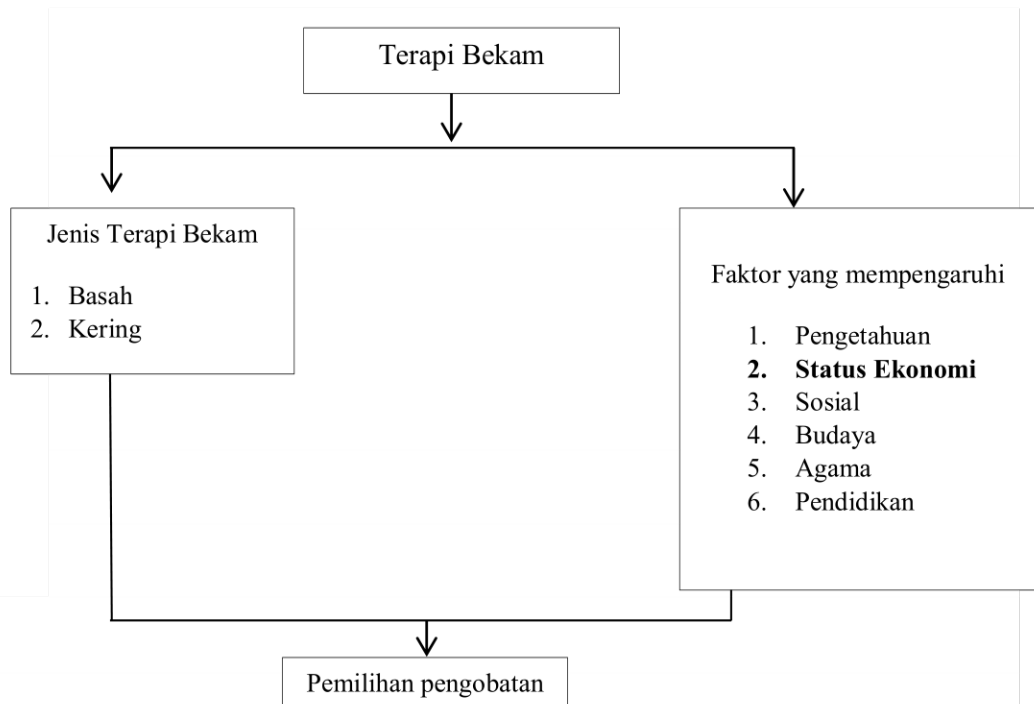 Terapi Bekam
Jenis Terapi Bekam
1. Basah
2. Kering
Faktor yang mempengaruhi
1. Pengetahuan
2. Status Ekonomi
3. Sosial
4. Budaya
5. Agama
6. Pendidikan
Pemilihan pengobatan